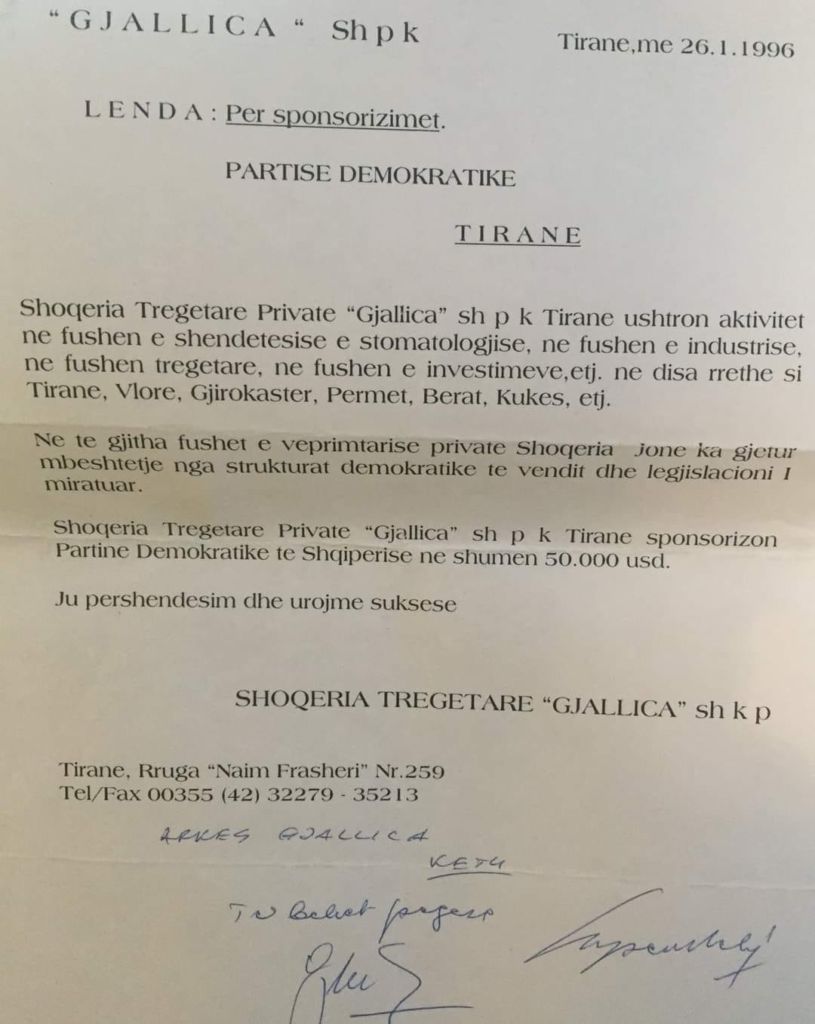 “ G J A L L I C A “ Sh p k
Tirane,me 26.1.1996
L E N D A : Per sponsorizimet.
PARTISE DEMOKRATIKE
T I R A N E
Shoqeria Tregetare Private “Gjallica” sh p k Tirane ushtron aktivitet
ne fushen e shendetesise e stomatologjise, ne fushen e industrise,
ne fushen tregetare, ne fushen e investimeve,etj. ne disa rrethe si
Tirane, Vlore, Gjirokaster, Permet, Berat, Kukes, etj.
Ne te gjitha fushet e veprimtarise private Shoqeria Jone ka gjetur
mbeshtetje nga strukturat demokratike te vendit dhe legjislacioni I
miratuar.
Shoqeria Tregetare Private “Gjallica” sh p k Tirane sponsorizon
Partine Demokratike te Shqiperise ne shumen 50.000 usd.
Ju pershendesim dhe urojme suksese
SHOQERIA TREGETARE “GJALLICA” sh k p
Tirane, Rruga “Naim Frasheri” Nr.259
Tel/Fax 00355 (42) 32279 - 35213
ARKES GJALLICA
KETU
Te behet pagesa